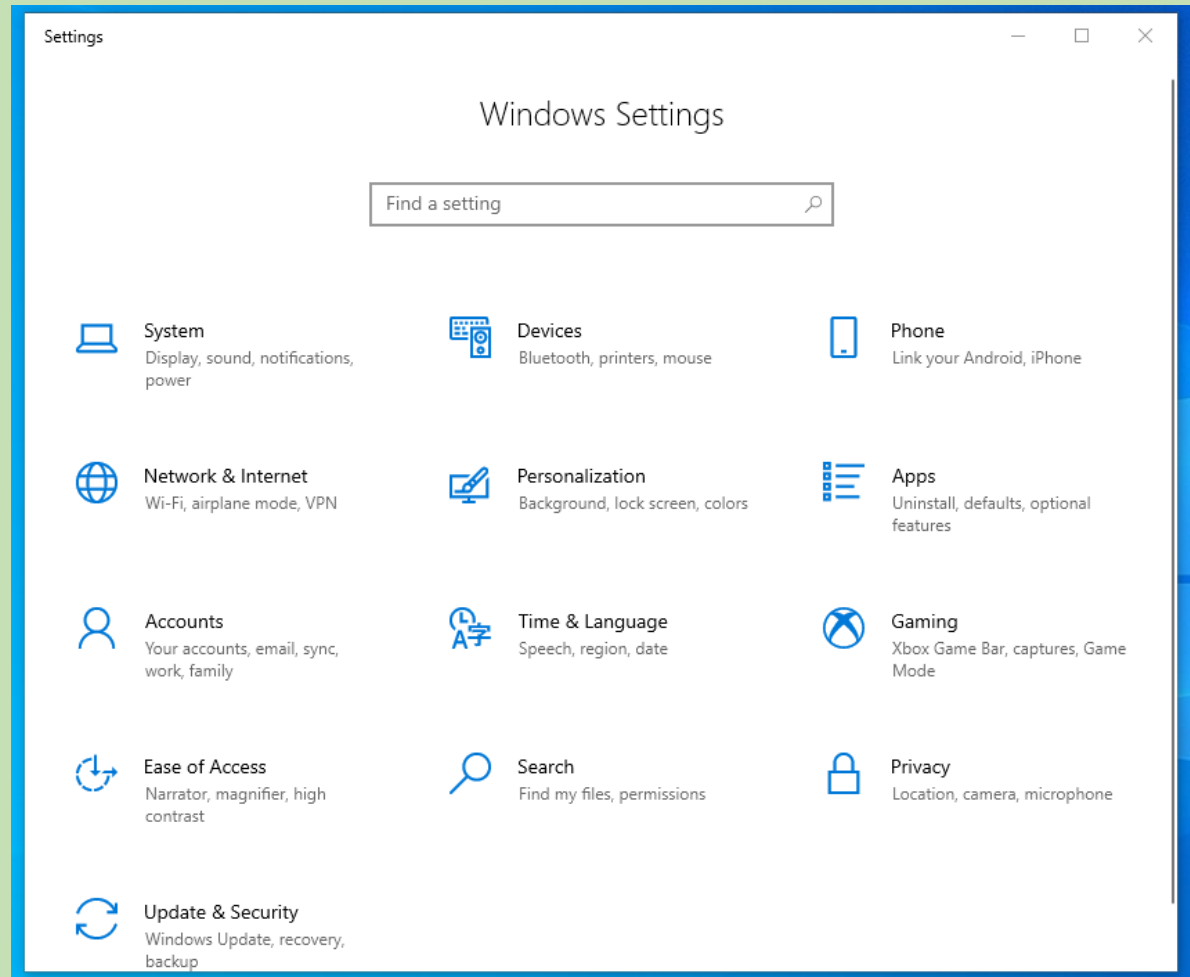 Settings
Windows Settings
Find a setting
System
Display, sound, notifications,
power
Devices
Bluetooth, printers, mouse
Phone
Link your Android, iPhone
Network & Internet
Wi-Fi, airplane mode, VPN
Personalization
Background, lock screen, colors
Apps
Uninstall, defaults, optional
features
Accounts
Your accounts, email, sync,
work, family
Time & Language
Speech, region, date
Gaming
Xbox Game Bar, captures, Game
Mode
Ease of Access
Narrator, magnifier, high
contrast
Search
Find my files, permissions
Privacy
Location, camera, microphone
Update & Security
Windows Update, recovery,
backup